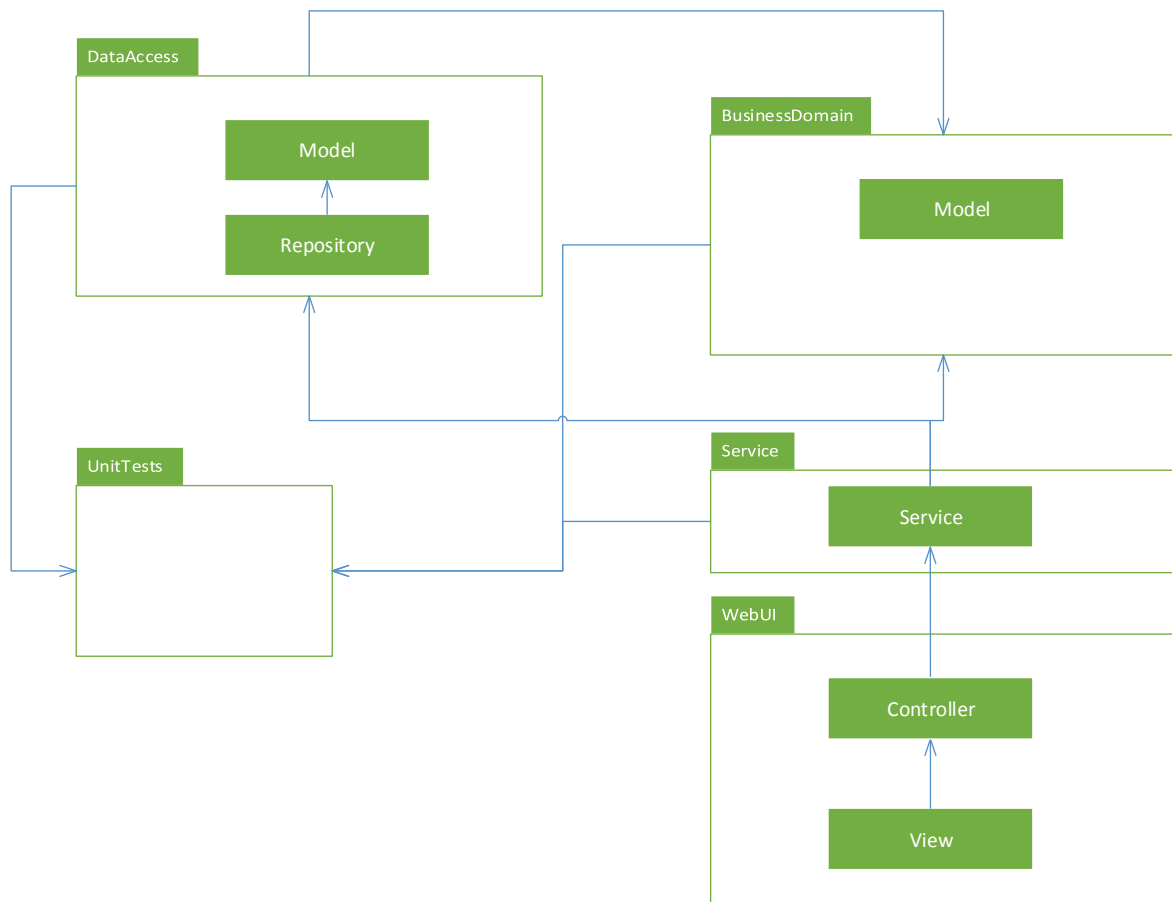 DataAccess
Model
Repository
BusinessDomain
Model
UnitTests
Service
Service
WebUI
Controller
View